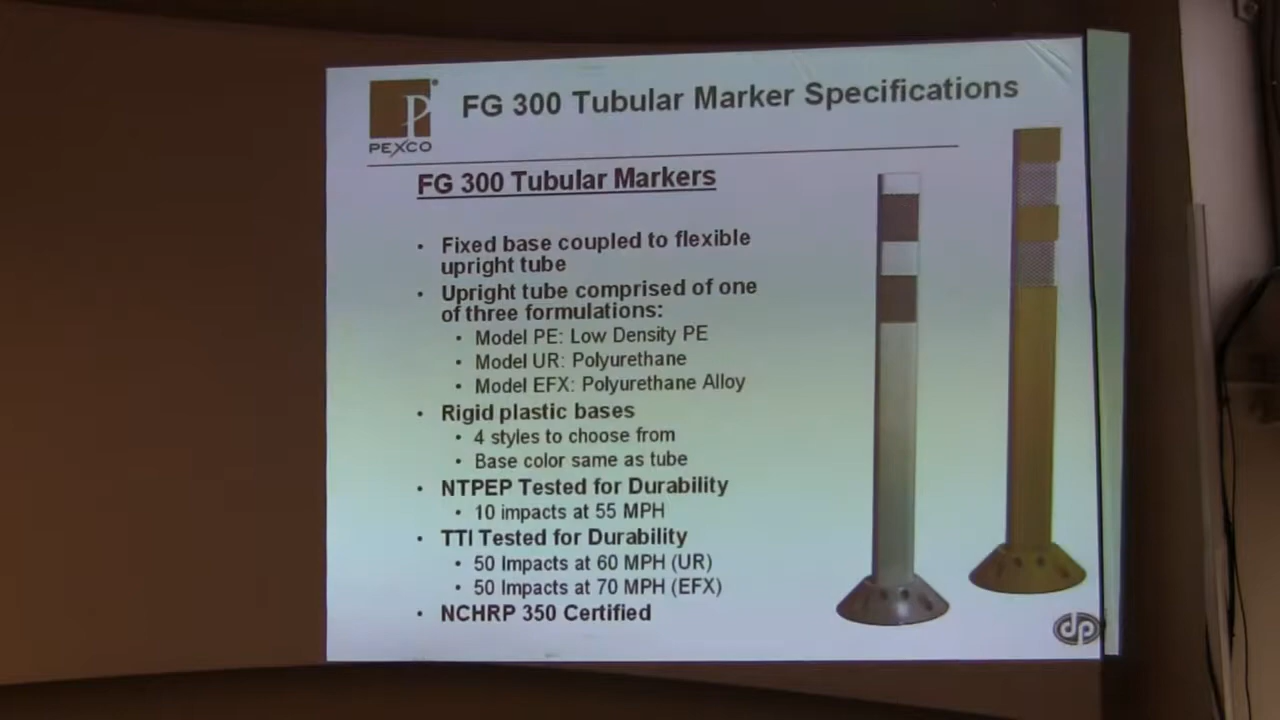 P
PEXCO
FG 300 Tubular Marker Specifications
FG 300 Tubular Markers
• Fixed base coupled to flexible
upright tube
• Upright tube comprised of one
of three formulations:
• Model PE: Low Density PE
• Model UR: Polyurethane
• Model EFX: Polyurethane Alloy
• Rigid plastic bases
• 4 styles to choose from
• Base color same as tube
• NTPEP Tested for Durability
• 10 impacts at 55 MPH
• TTI Tested for Durability
• 50 Impacts at 60 MPH (UR)
• 50 Impacts at 70 MPH (EFX)
• NCHRP 350 Certified
dp